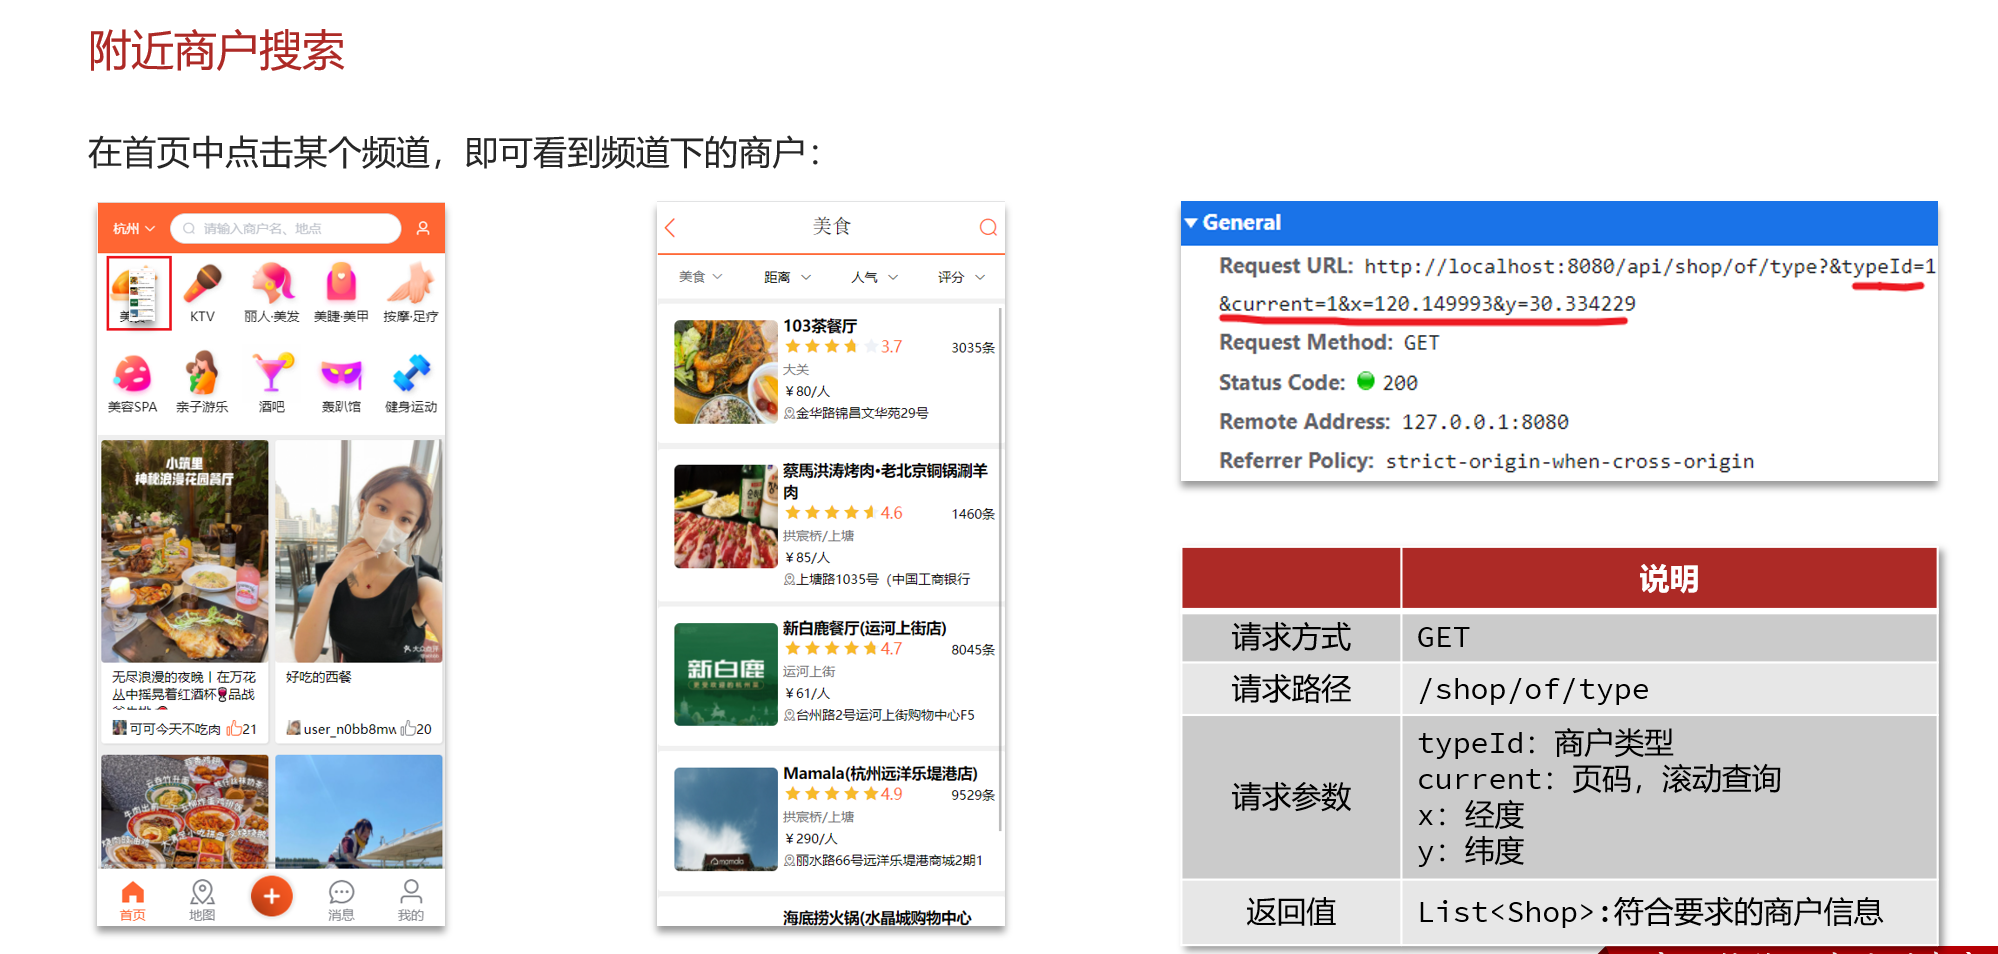 附近商户搜索
在首页中点击某个频道，即可看到频道下的商户：
杭州
请输入商户名、地点
KTV
丽人·美发
美睫·美甲
按摩·足疗
美容SPA
亲子游乐
酒吧
轰趴馆
健身运动
小筑里
神秘浪漫花园餐厅
无尽浪漫的夜晚丨在万花
丛中摇晃着红酒杯🍷品战
可可今天不吃肉
21
好吃的西餐
user_n0bb8mw
20
首页
地图
消息
我的
美食
美食
距离
人气
评分
103茶餐厅
3.7
3035条
大关
¥80/人
金华路锦昌文华苑29号
蔡馬洪涛烤肉·老北京铜锅涮羊
肉
4.6
1460条
拱宸桥/上塘
¥85/人
上塘路1035号（中国工商银行
新白鹿
新白鹿餐厅(运河上街店)
4.7
8045条
运河上街
¥61/人
台州路2号运河上街购物中心F5
mamala
Mamala(杭州远洋乐堤港店)
4.9
9529条
拱宸桥/上塘
¥290/人
丽水路66号远洋乐堤港商城2期1
海底捞火锅(水晶城购物中心
General
Request URL: http://localhost:8080/api/shop/of/type?&typeId=1
&current=1&x=120.149993&y=30.334229
Request Method: GET
Status Code: 200
Remote Address: 127.0.0.1:8080
Referrer Policy: strict-origin-when-cross-origin
说明
请求方式
GET
请求路径
/shop/of/type
请求参数
typeId：商户类型
current：页码，滚动查询
x：经度
y：纬度
返回值
List<Shop>:符合要求的商户信息